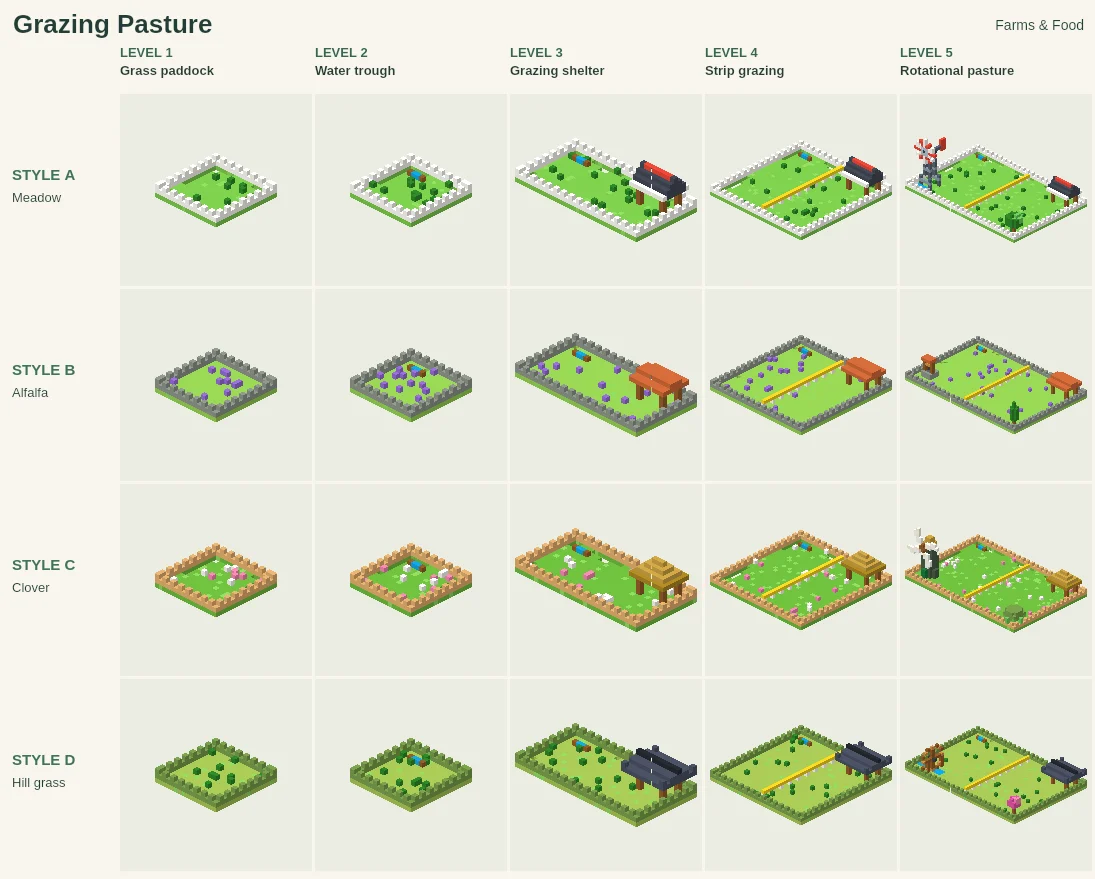 Grazing Pasture
Farms & Food
LEVEL 1
Grass paddock
LEVEL 2
Water trough
LEVEL 3
Grazing shelter
LEVEL 4
Strip grazing
LEVEL 5
Rotational pasture
STYLE A
Meadow
STYLE B
Alfalfa
STYLE C
Clover
STYLE D
Hill grass